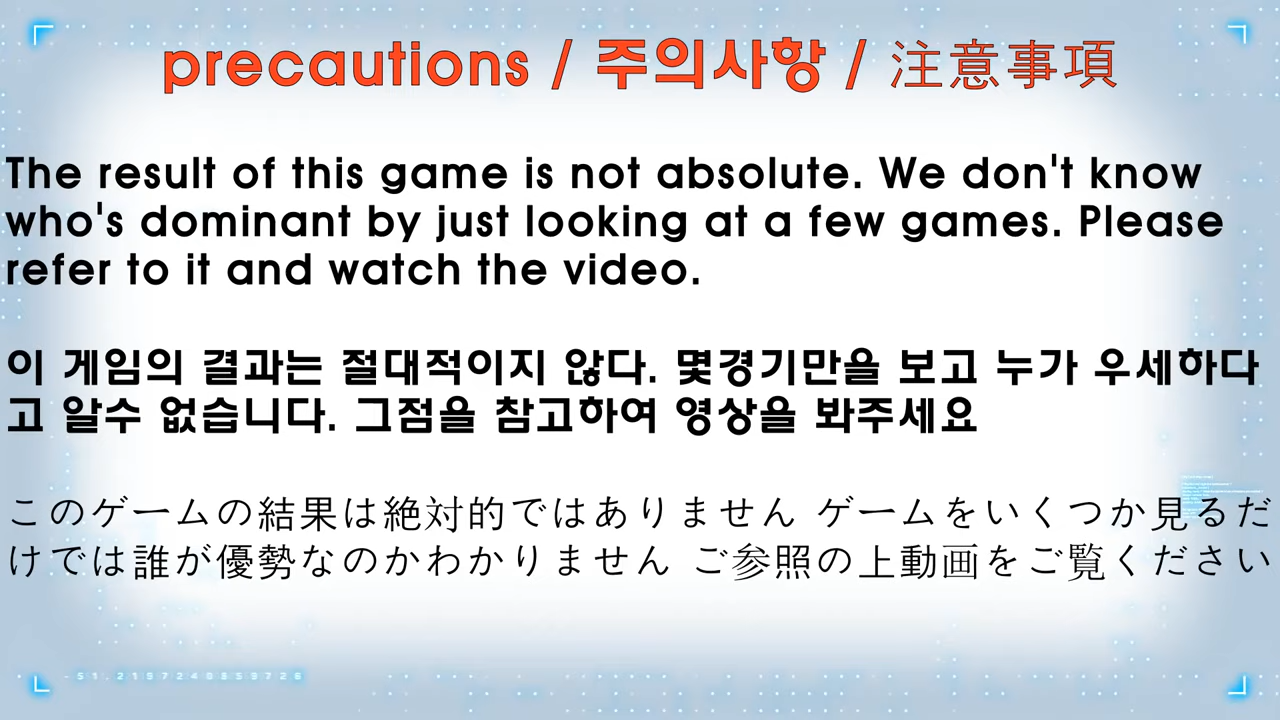 precautions / 주의사항 / 注意事項
The result of this game is not absolute. We don't know
who's dominant by just looking at a few games. Please
refer to it and watch the video.
이 게임의 결과는 절대적이지 않다. 몇경기만을 보고 누가 우세하다
고 알수 없습니다. 그점을 참고하여 영상을 봐주세요
このゲームの結果は絶対的ではありません ゲームをいくつか見るだ
けでは誰が優勢なのかわかりません ご参照の上動画をご覧ください